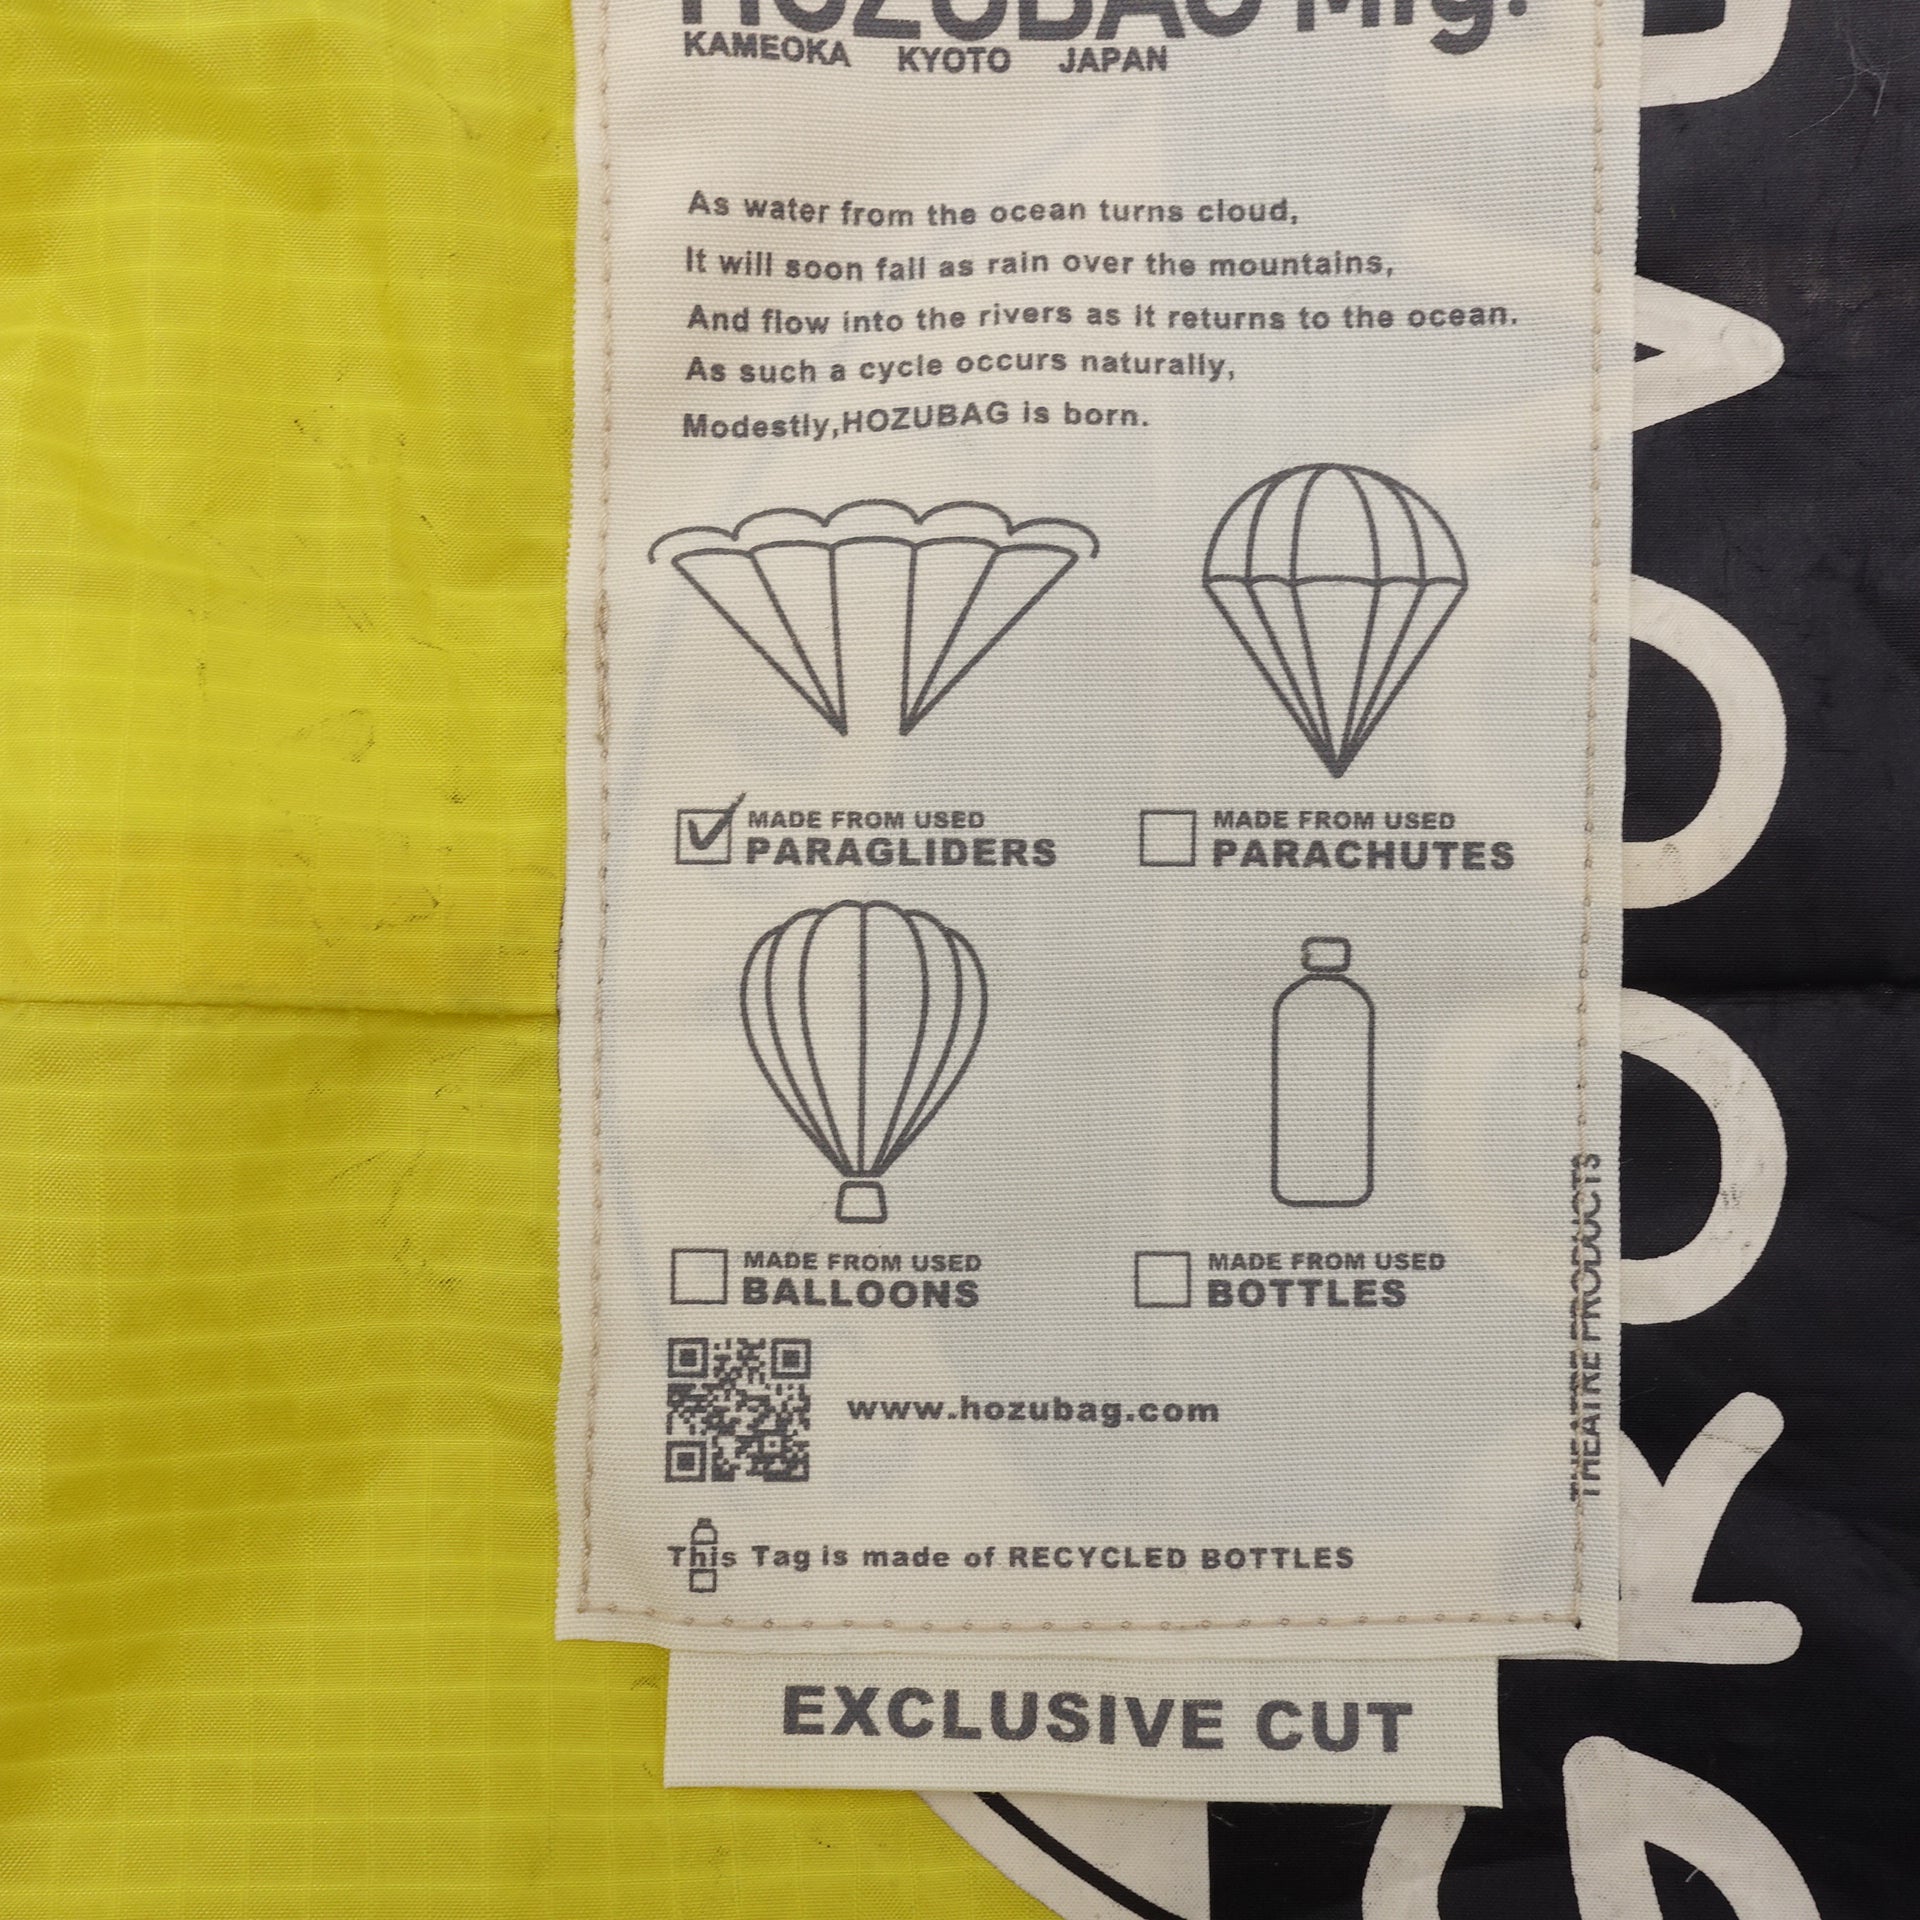 HOZUBAG Mfg.
KAMEOKA KYOTO JAPAN
As water from the ocean turns cloud,
It will soon fall as rain over the mountains,
And flow into the rivers as it returns to the ocean.
As such a cycle occurs naturally,
Modestly,HOZUBAG is born.
MADE FROM USED
PARAGLIDERS
MADE FROM USED
PARACHUTES
MADE FROM USED
BALLOONS
MADE FROM USED
BOTTLES
www.hozubag.com
THEATRE PRODUCTS
This Tag is made of RECYCLED BOTTLES
EXCLUSIVE CUT